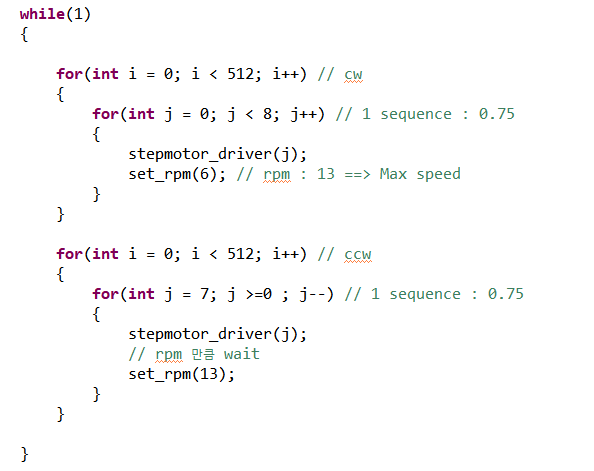 while(1)
{
for(int i = 0; i < 512; i++) // cw
{
for(int j = 0; j < 8; j++) // 1 sequence : 0.75
{
stepmotor_driver(j);
set_rpm(6); // rpm : 13 ==> Max speed
}
}
for(int i = 0; i < 512; i++) // ccw
{
for(int j = 7; j >=0 ; j--) // 1 sequence : 0.75
{
stepmotor_driver(j);
// rpm 만큼 wait
set_rpm(13);
}
}
}